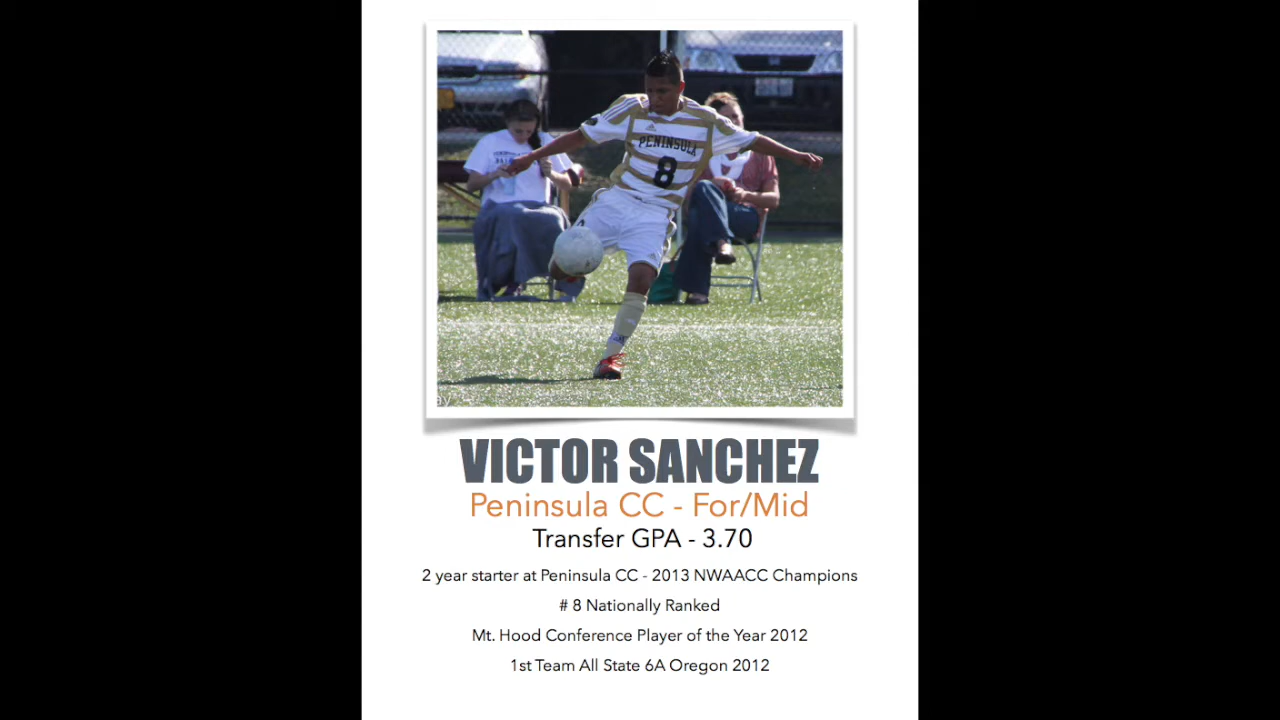 PENINSULA
8
VICTOR SANCHEZ
Peninsula CC - For/Mid
Transfer GPA - 3.70
2 year starter at Peninsula CC - 2013 NWAACC Champions
# 8 Nationally Ranked
Mt. Hood Conference Player of the Year 2012
1st Team All State 6A Oregon 2012